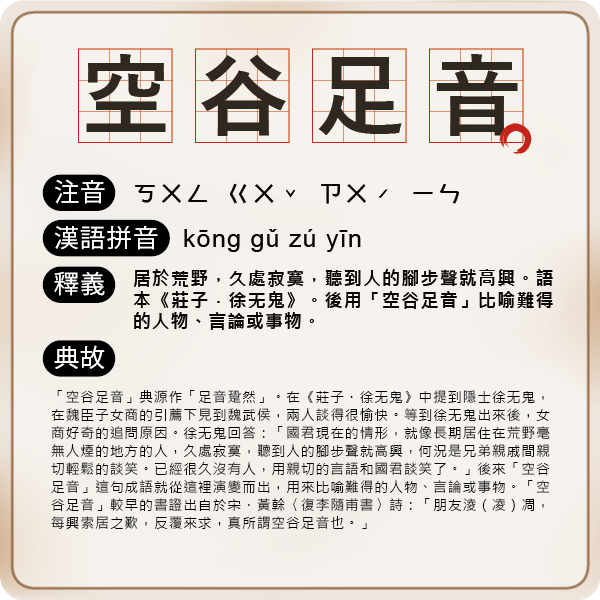 空谷足音
注音 ㄎㄨㄥ ㄍㄨˇ ㄗㄨˊ ㄧㄣ
漢語拼音 kōng gǔ zú yīn
釋義 居於荒野,久處寂寞,聽到人的腳步聲就高興。語
本《莊子.徐无鬼》。後用「空谷足音」比喻難得
的人物、言論或事物。
典故
「空谷足音」典源作「足音跫然」。在《莊子.徐无鬼》中提到隱士徐无鬼,
在魏臣子女商的引薦下見到魏武侯,兩人談得很愉快。等到徐无鬼出來後,女
商好奇的追問原因。徐无鬼回答:「國君現在的情形,就像長期居住在荒野毫
無人煙的地方的人,久處寂寞,聽到人的腳步聲就高興,何況是兄弟親戚間親
切輕鬆的談笑。已經很久沒有人,用親切的言語和國君談笑了。」後來「空谷
足音」這句成語就從這裡演變而出,用來比喻難得的人物、言論或事物。「空
谷足音」較早的書證出自於宋.黃榦〈復李隨甫書〉詩:「朋友淩(凌)凋,
每興索居之歎,反覆來求,真所謂空谷足音也。」